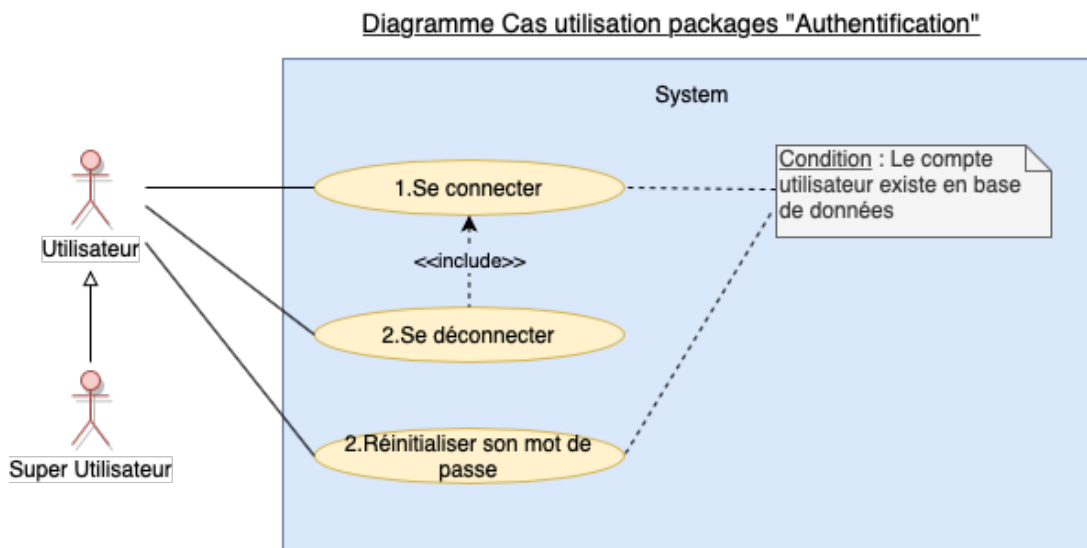 Diagramme Cas utilisation packages "Authentification"
System
1.Se connecter
Condition : Le compte
utilisateur existe en base
de données
Utilisateur
<<include>>
2.Se déconnecter
2.Réinitialiser son mot de
passe
Super Utilisateur